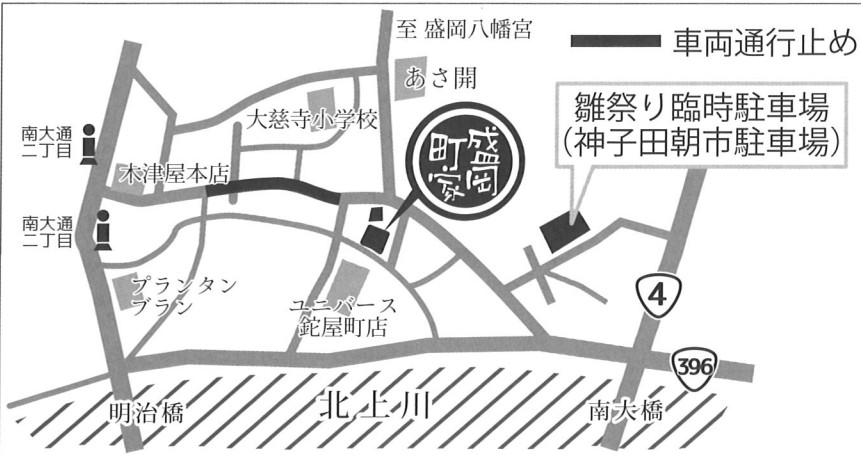 至 盛岡八幡宮
車両通行止め
あさ開
雛祭り臨時駐車場
(神子田朝市駐車場)
大慈寺小学校
南大通
二丁目
木津屋本店
盛岡
町家
南大通
二丁目
プランタン
ブラン
ユニバース
鉈屋町店
4
396
明治橋
北上川
南大橋